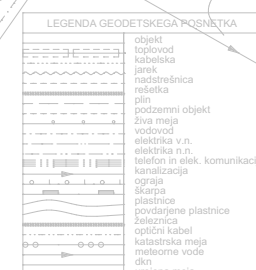 LEGENDA GEODETSKEGA POSNETKA
objekt
toplovod
kabelska
jarek
nadstrešnica
rešetka
plin
podzemni objekt
živa meja
vodovod
elektrika v.n.
elektrika n.n.
telefon in elek. komunikaci
kanalizacija
ograja
škarpa
plastnice
povdarjene plastnice
železnica
optični kabel
katastrska meja
meteorne vode
dkn